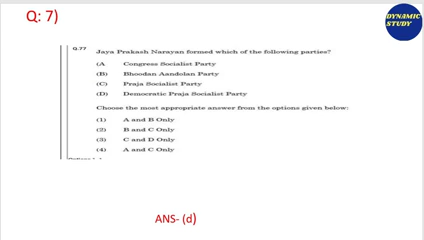 Q: 7)
DYNAMIC
STUDY
Q.77
Jaya Prakash Narayan formed which of the following parties?
(A Congress Socialist Party
(B) Bhoodan Aandolan Party
(C) Praja Socialist Party
(D) Democratic Praja Socialist Party
Choose the most appropriate answer from the options given below:
(1) A and B Only
(2) B and C Only
(3) C and D Only
(4) A and C Only
ANS- (d)